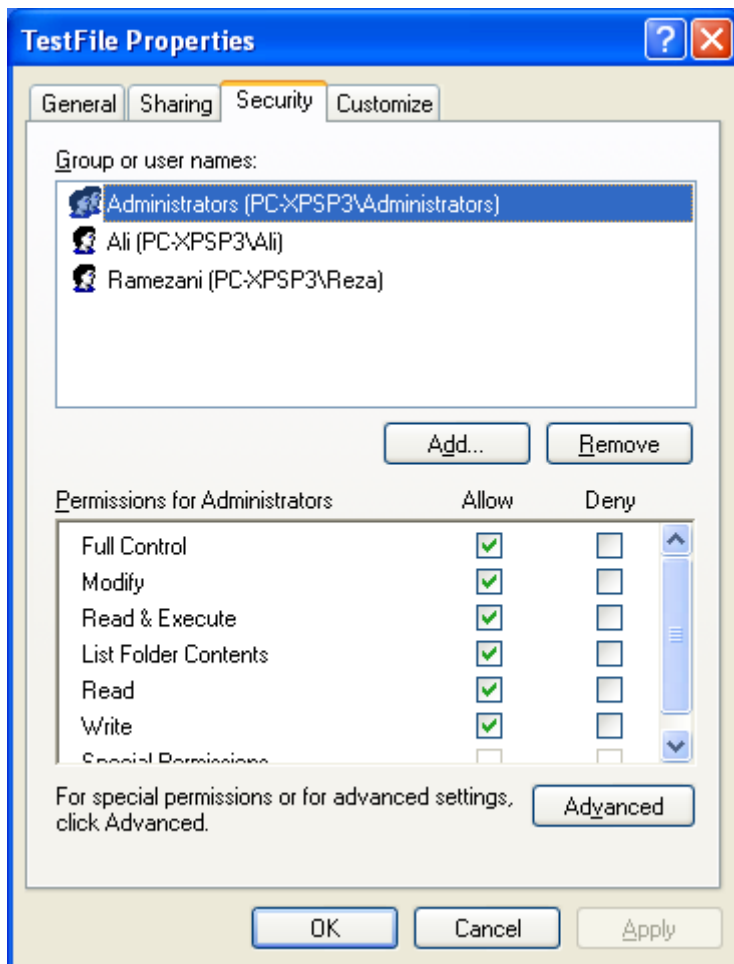 TestFile Properties
General Sharing Security Customize
Group or user names:
Administrators (PC-XPSP3\Administrators)
Ali (PC-XPSP3\Ali)
Ramezani (PC-XPSP3\Reza)
Add... Remove
Permissions for Administrators Allow Deny
Full Control
Modify
Read & Execute
List Folder Contents
Read
Write
Special Permissions
For special permissions or for advanced settings,
click Advanced.
Advanced
OK Cancel Apply